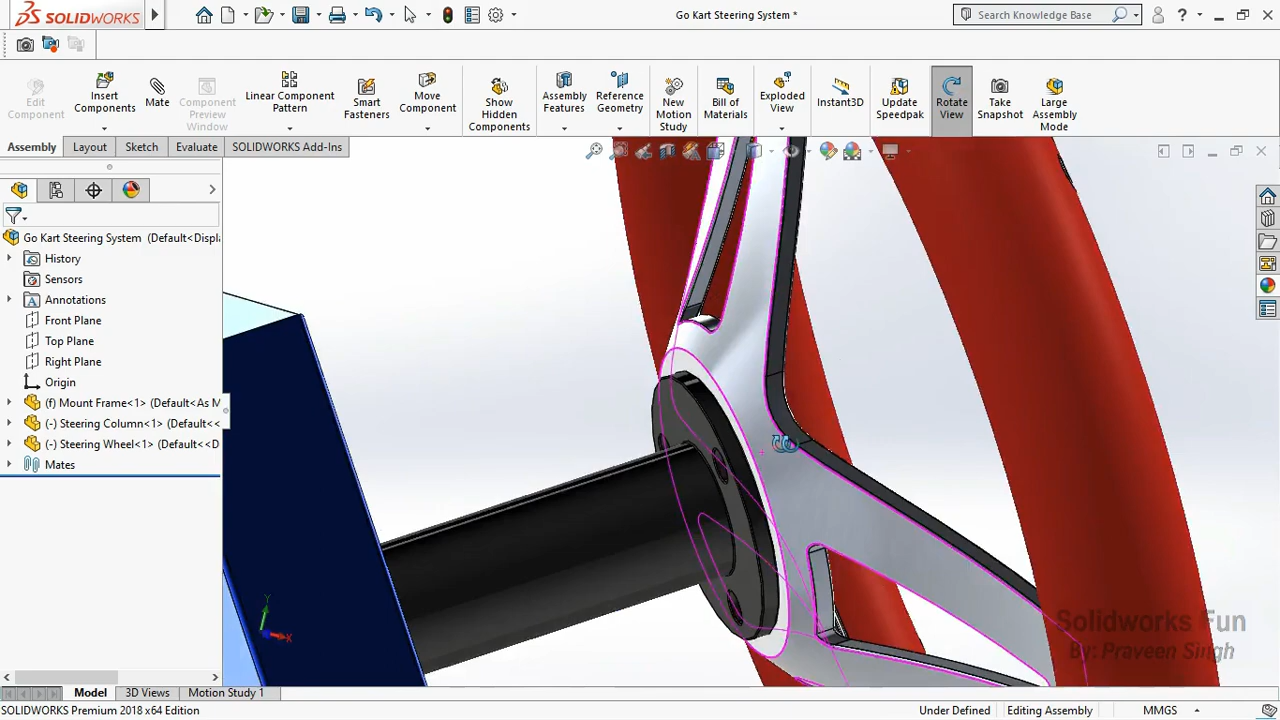 SOLIDWORKS
Go Kart Steering System *
Search Knowledge Base
?
Edit
Component
Insert
Components
Mate
Component
Preview
Window
Linear Component
Pattern
Smart
Fasteners
Move
Component
Show
Hidden
Components
Assembly
Features
Reference
Geometry
New
Motion
Study
Bill of
Materials
Exploded
View
Instant3D
Update
Speedpak
Rotate
View
Take
Snapshot
Large
Assembly
Mode
Assembly
Layout
Sketch
Evaluate
SOLIDWORKS Add-Ins
Go Kart Steering System (Default<Displ
History
Sensors
Annotations
Front Plane
Top Plane
Right Plane
Origin
(f) Mount Frame<1> (Default<As M
(-) Steering Column<1> (Default<<
(-) Steering Wheel<1> (Default<<D
Mates
Y
X
Solidworks Fun
By: Praveen Singh
Model
3D Views
Motion Study 1
SOLIDWORKS Premium 2018 x64 Edition
Under Defined
Editing Assembly
MMGS